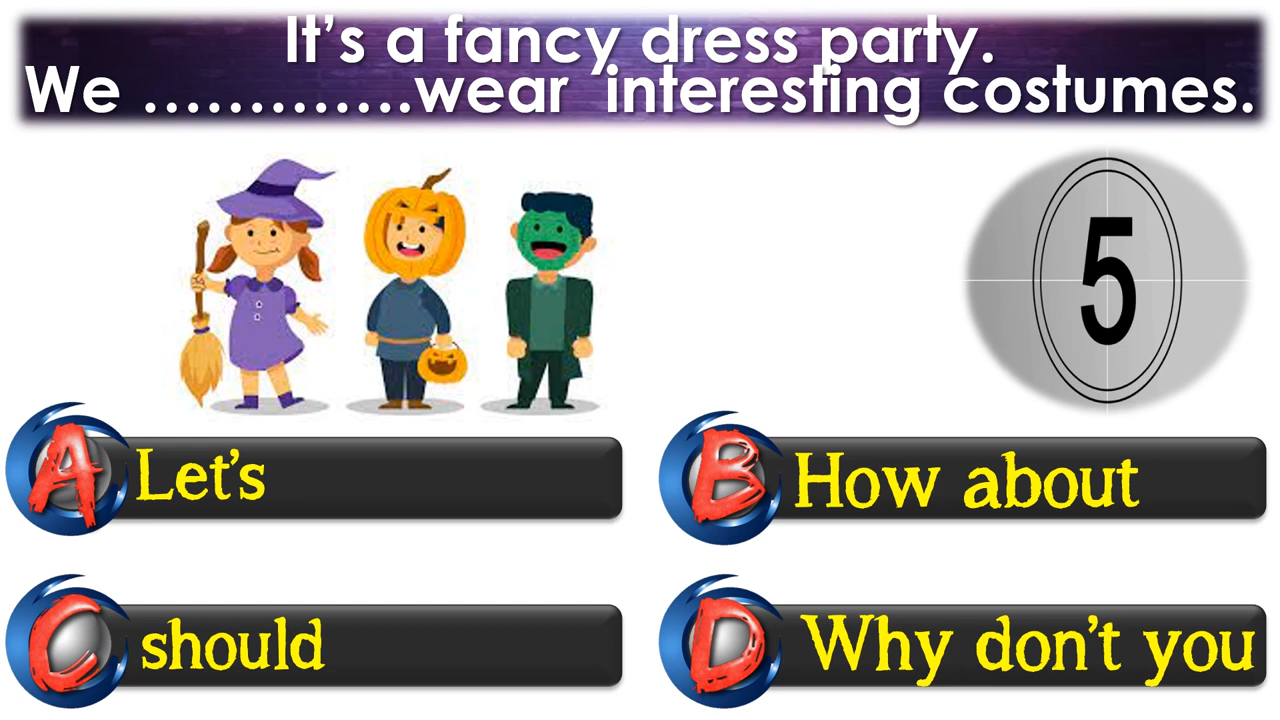 It's a fancy dress party.
We .............wear interesting costumes.
5
A Let's
B How about
C should
D Why don't you